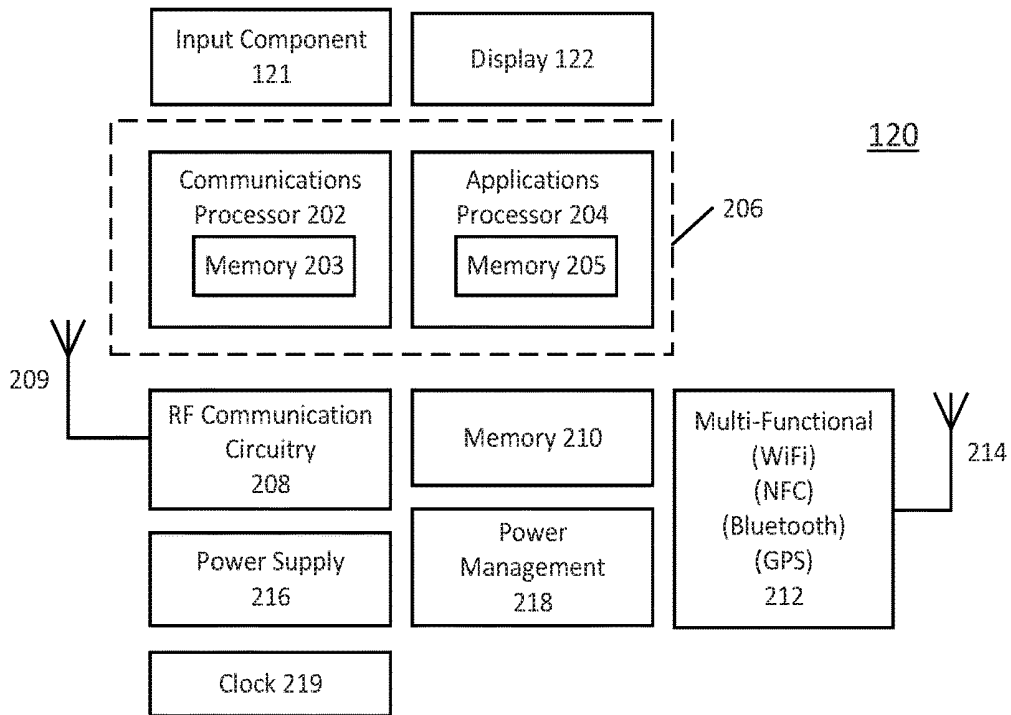 Input Component
121
Display 122
120
Communications
Processor 202
Memory 203
Applications
Processor 204
Memory 205
206
209
RF Communication
Circuitry
208
Memory 210
Multi-Functional
(WiFi)
(NFC)
(Bluetooth)
(GPS)
212
214
Power Supply
216
Power
Management
218
Clock 219